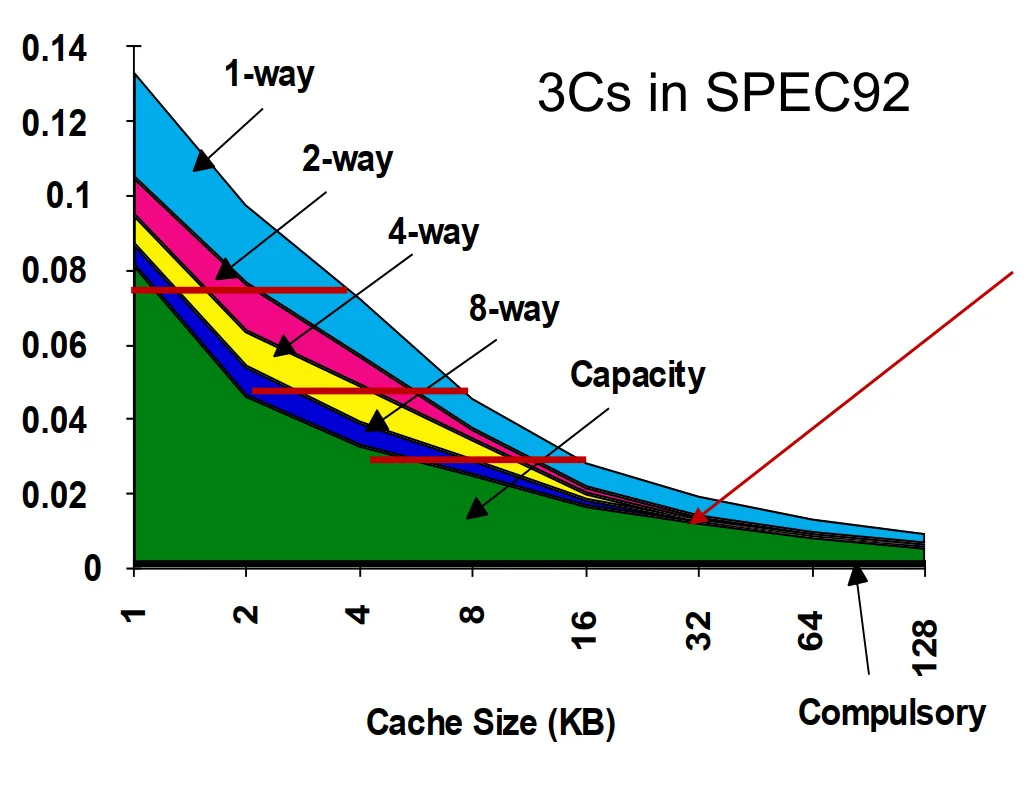 3Cs in SPEC92
0.14
0.12
0.1
0.08
0.06
0.04
0.02
0
1-way
2-way
4-way
8-way
Capacity
1
2
4
8
16
32
64
128
Compulsory
Cache Size (KB)